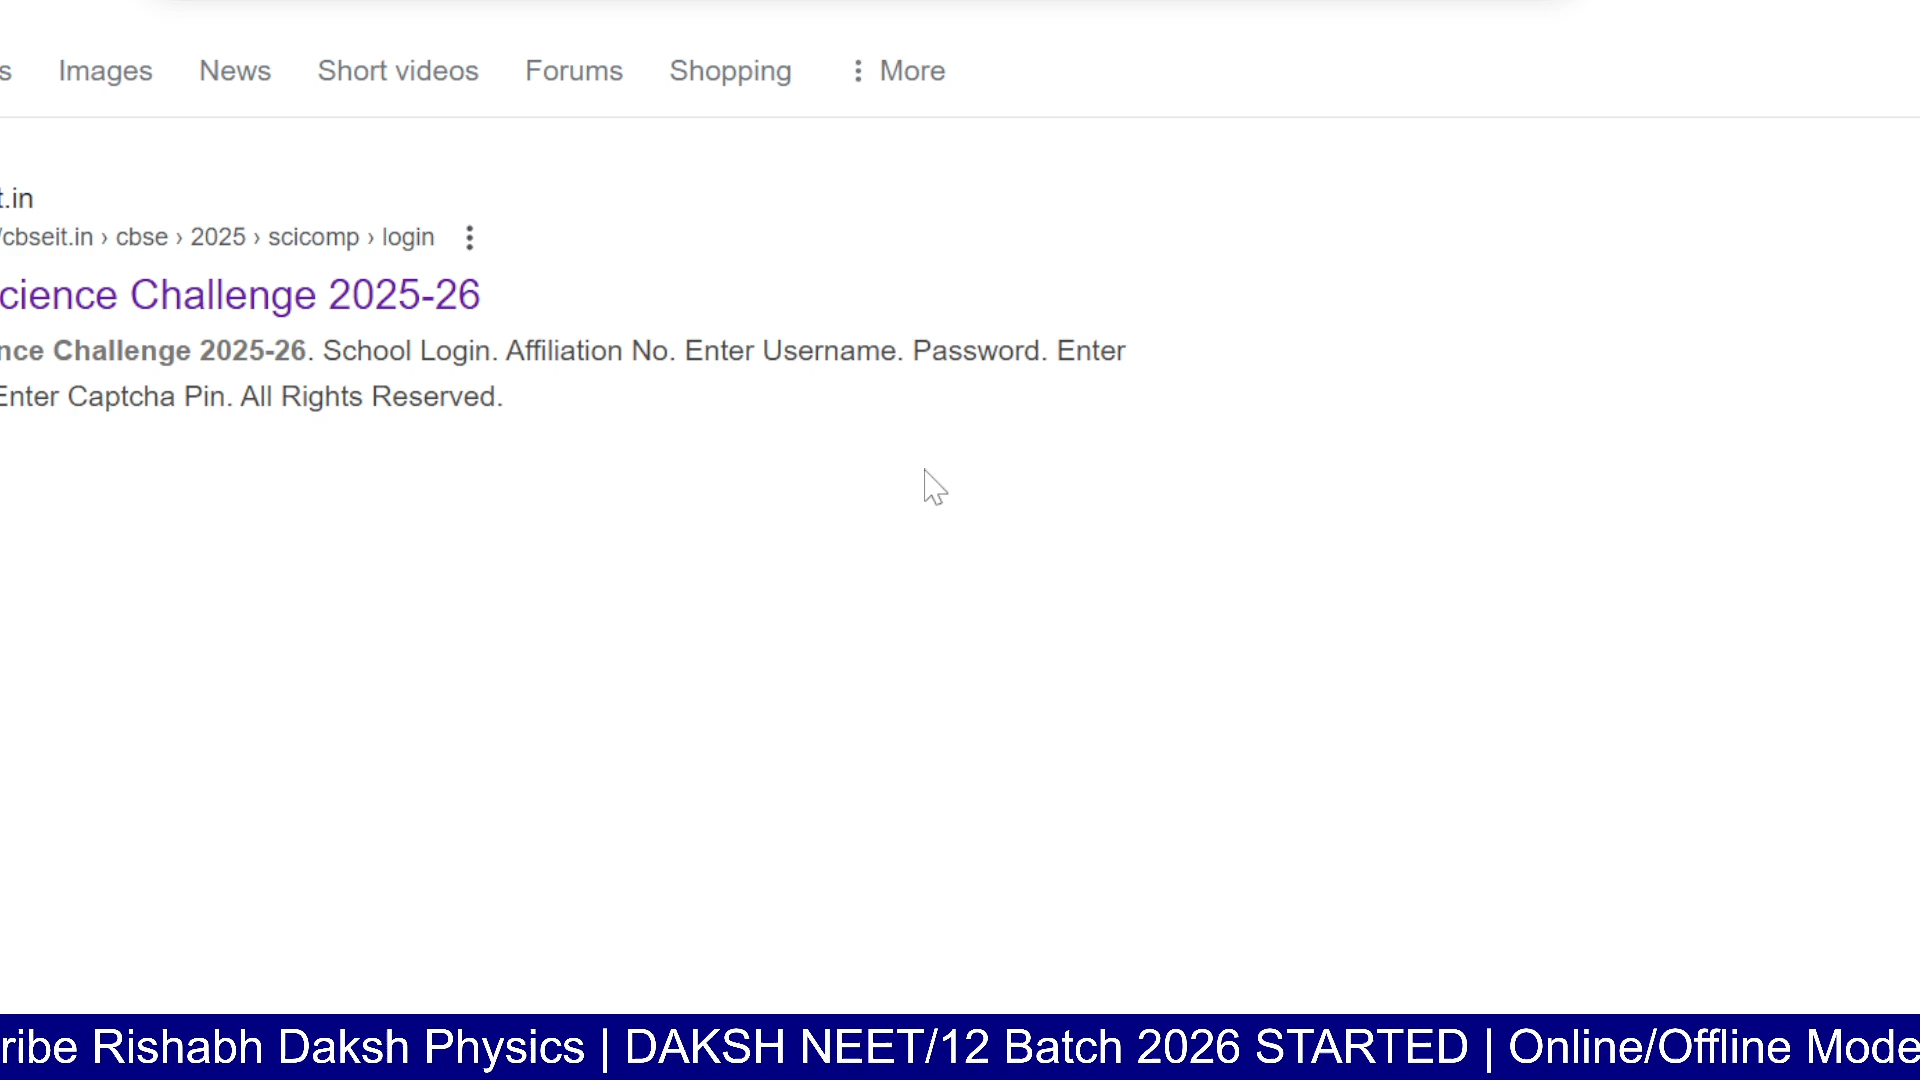 s Images News Short videos Forums Shopping More
t.in
/cbseit.in › cbse › 2025 › scicomp › login
cience Challenge 2025-26
nce Challenge 2025-26. School Login. Affiliation No. Enter Username. Password. Enter
Enter Captcha Pin. All Rights Reserved.
ribe Rishabh Daksh Physics | DAKSH NEET/12 Batch 2026 STARTED | Online/Offline Mode